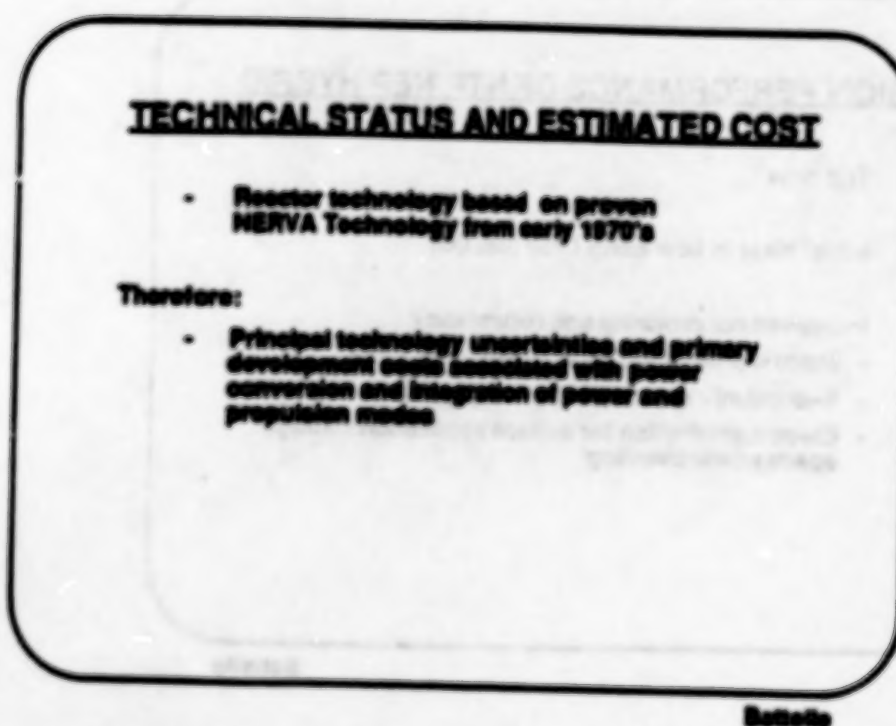 TECHNICAL STATUS AND ESTIMATED COST
- Reactor technology based on proven
NERVA Technology from early 1970's
Therefore:
- Principal technology uncertainties and primary
development costs associated with power
conversion and integration of power and
propulsion modes
Battelle